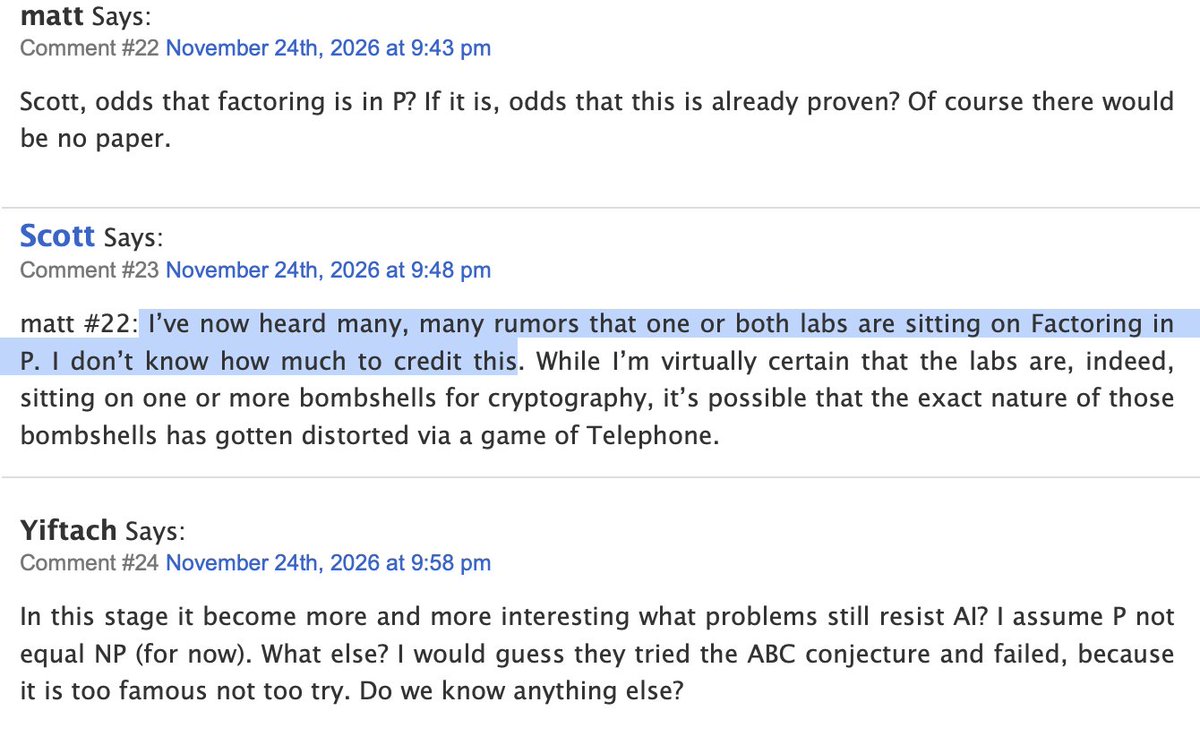 matt Says:
Comment #22 November 24th, 2026 at 9:43 pm
Scott, odds that factoring is in P? If it is, odds that this is already proven? Of course there would
be no paper.
Scott Says:
Comment #23 November 24th, 2026 at 9:48 pm
matt #22: I’ve now heard many, many rumors that one or both labs are sitting on Factoring in
P. I don’t know how much to credit this. While I’m virtually certain that the labs are, indeed,
sitting on one or more bombshells for cryptography, it’s possible that the exact nature of those
bombshells has gotten distorted via a game of Telephone.
Yiftach Says:
Comment #24 November 24th, 2026 at 9:58 pm
In this stage it become more and more interesting what problems still resist AI? I assume P not
equal NP (for now). What else? I would guess they tried the ABC conjecture and failed, because
it is too famous not too try. Do we know anything else?